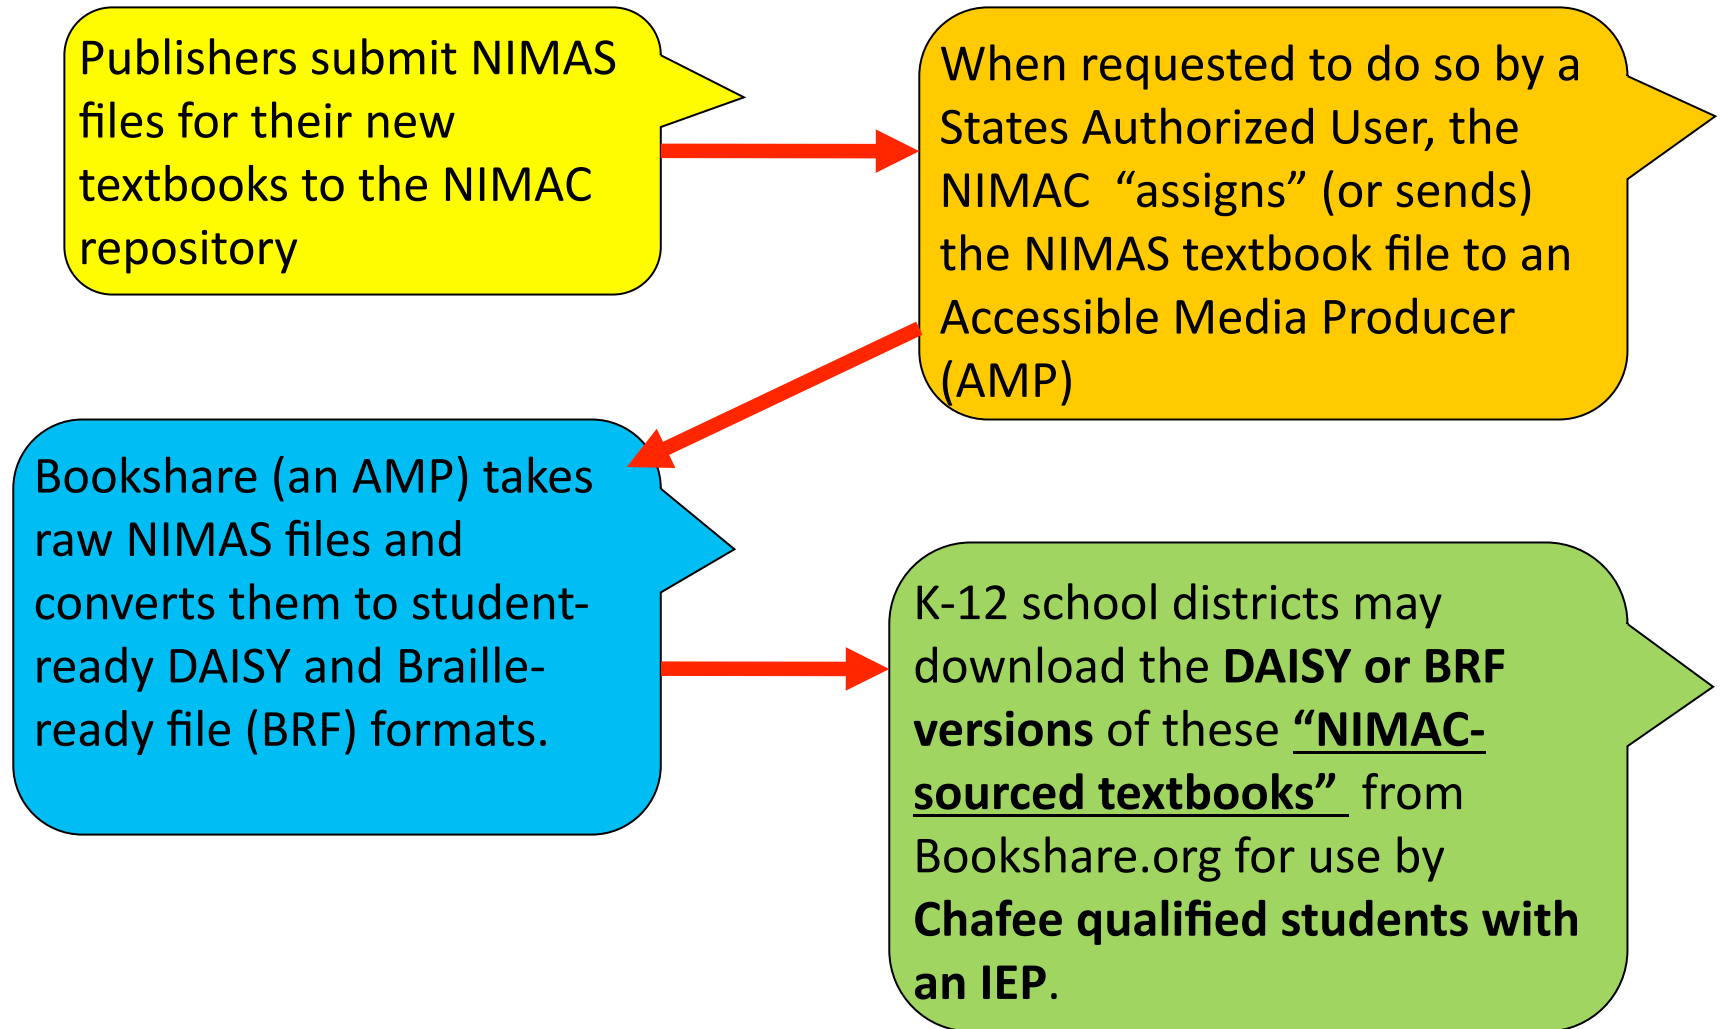 Publishers submit NIMAS
files for their new
textbooks to the NIMAC
repository
When requested to do so by a
States Authorized User, the
NIMAC “assigns” (or sends)
the NIMAS textbook file to an
Accessible Media Producer
(AMP)
Bookshare (an AMP) takes
raw NIMAS files and
converts them to student-
ready DAISY and Braille-
ready file (BRF) formats.
K-12 school districts may
download the DAISY or BRF
versions of these “NIMAC-
sourced textbooks” from
Bookshare.org for use by
Chafee qualified students with
an IEP.